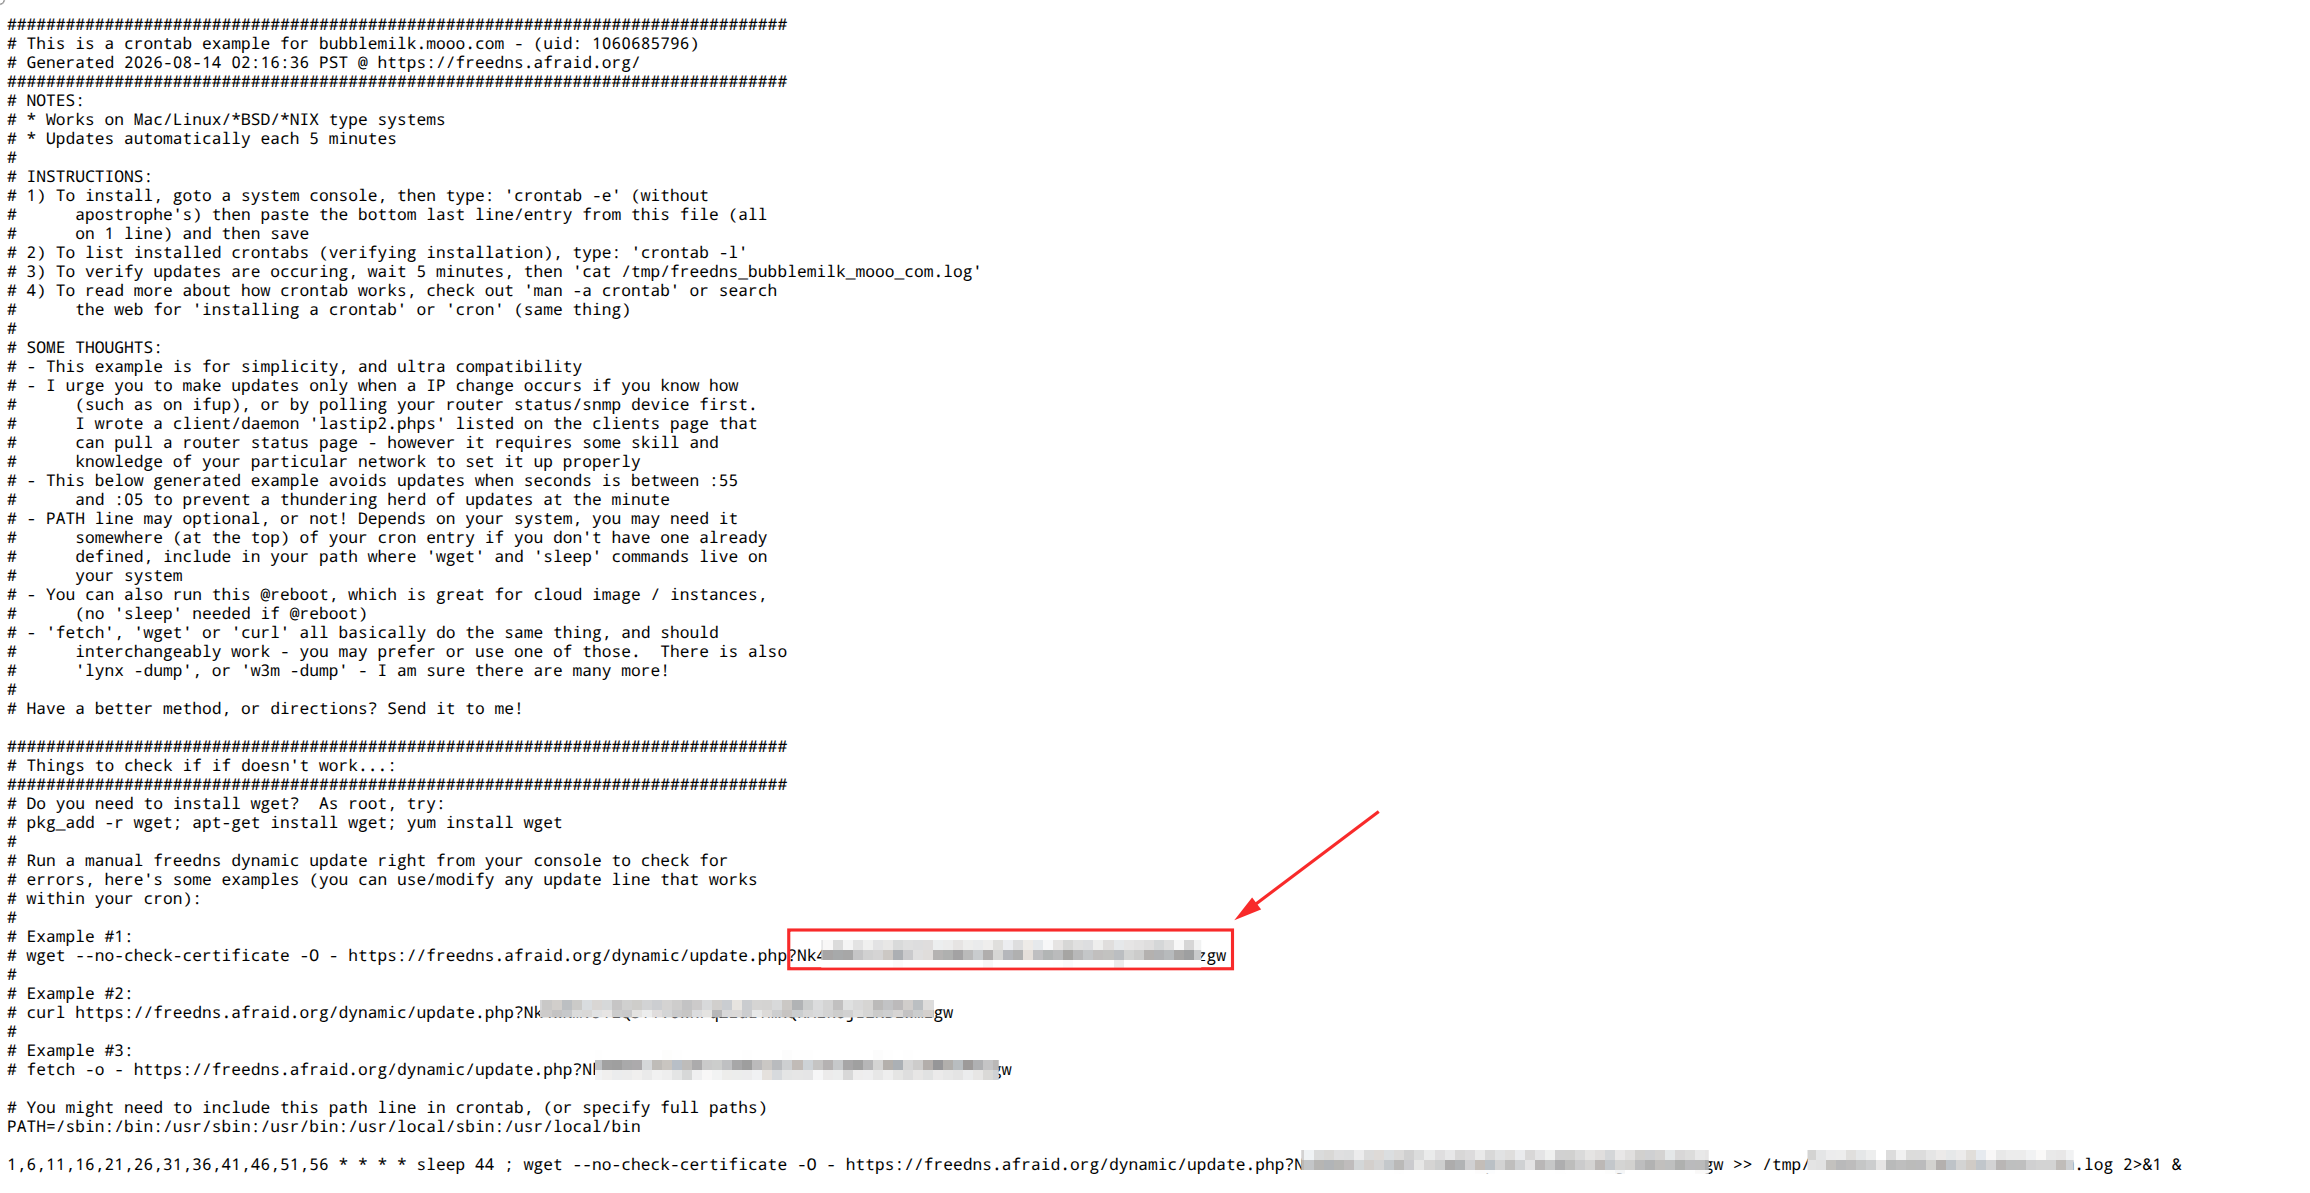 ################################################################################
# This is a crontab example for bubblemilk.mooo.com - (uid: 1060685796)
# Generated 2026-08-14 02:16:36 PST @ https://freedns.afraid.org/
################################################################################
# NOTES:
# * Works on Mac/Linux/*BSD/*NIX type systems
# * Updates automatically each 5 minutes
#
# INSTRUCTIONS:
# 1) To install, goto a system console, then type: 'crontab -e' (without
#      apostrophe's) then paste the bottom last line/entry from this file (all
#      on 1 line) and then save
# 2) To list installed crontabs (verifying installation), type: 'crontab -l'
# 3) To verify updates are occuring, wait 5 minutes, then 'cat /tmp/freedns_bubblemilk_mooo_com.log'
# 4) To read more about how crontab works, check out 'man -a crontab' or search
#      the web for 'installing a crontab' or 'cron' (same thing)
#
# SOME THOUGHTS:
# - This example is for simplicity, and ultra compatibility
# - I urge you to make updates only when a IP change occurs if you know how
#      (such as on ifup), or by polling your router status/snmp device first.
#      I wrote a client/daemon 'lastip2.phps' listed on the clients page that
#      can pull a router status page - however it requires some skill and
#      knowledge of your particular network to set it up properly
# - This below generated example avoids updates when seconds is between :55
#      and :05 to prevent a thundering herd of updates at the minute
# - PATH line may optional, or not! Depends on your system, you may need it
#      somewhere (at the top) of your cron entry if you don't have one already
#      defined, include in your path where 'wget' and 'sleep' commands live on
#      your system
# - You can also run this @reboot, which is great for cloud image / instances,
#      (no 'sleep' needed if @reboot)
# - 'fetch', 'wget' or 'curl' all basically do the same thing, and should
#      interchangeably work - you may prefer or use one of those.  There is also
#      'lynx -dump', or 'w3m -dump' - I am sure there are many more!
#
# Have a better method, or directions? Send it to me!
################################################################################
# Things to check if if doesn't work...:
################################################################################
# Do you need to install wget?  As root, try:
# pkg_add -r wget; apt-get install wget; yum install wget
#
# Run a manual freedns dynamic update right from your console to check for
# errors, here's some examples (you can use/modify any update line that works
# within your cron):
#
# Example #1:
# wget --no-check-certificate -O - https://freedns.afraid.org/dynamic/update.php?Nk4 zgw
#
# Example #2:
# curl https://freedns.afraid.org/dynamic/update.php?Nk gw
#
# Example #3:
# fetch -o - https://freedns.afraid.org/dynamic/update.php?N gw
# You might need to include this path line in crontab, (or specify full paths)
PATH=/sbin:/bin:/usr/sbin:/usr/bin:/usr/local/sbin:/usr/local/bin
1,6,11,16,21,26,31,36,41,46,51,56 * * * * sleep 44 ; wget --no-check-certificate -O - https://freedns.afraid.org/dynamic/update.php?N gw >> /tmp/ .log 2>&1 &